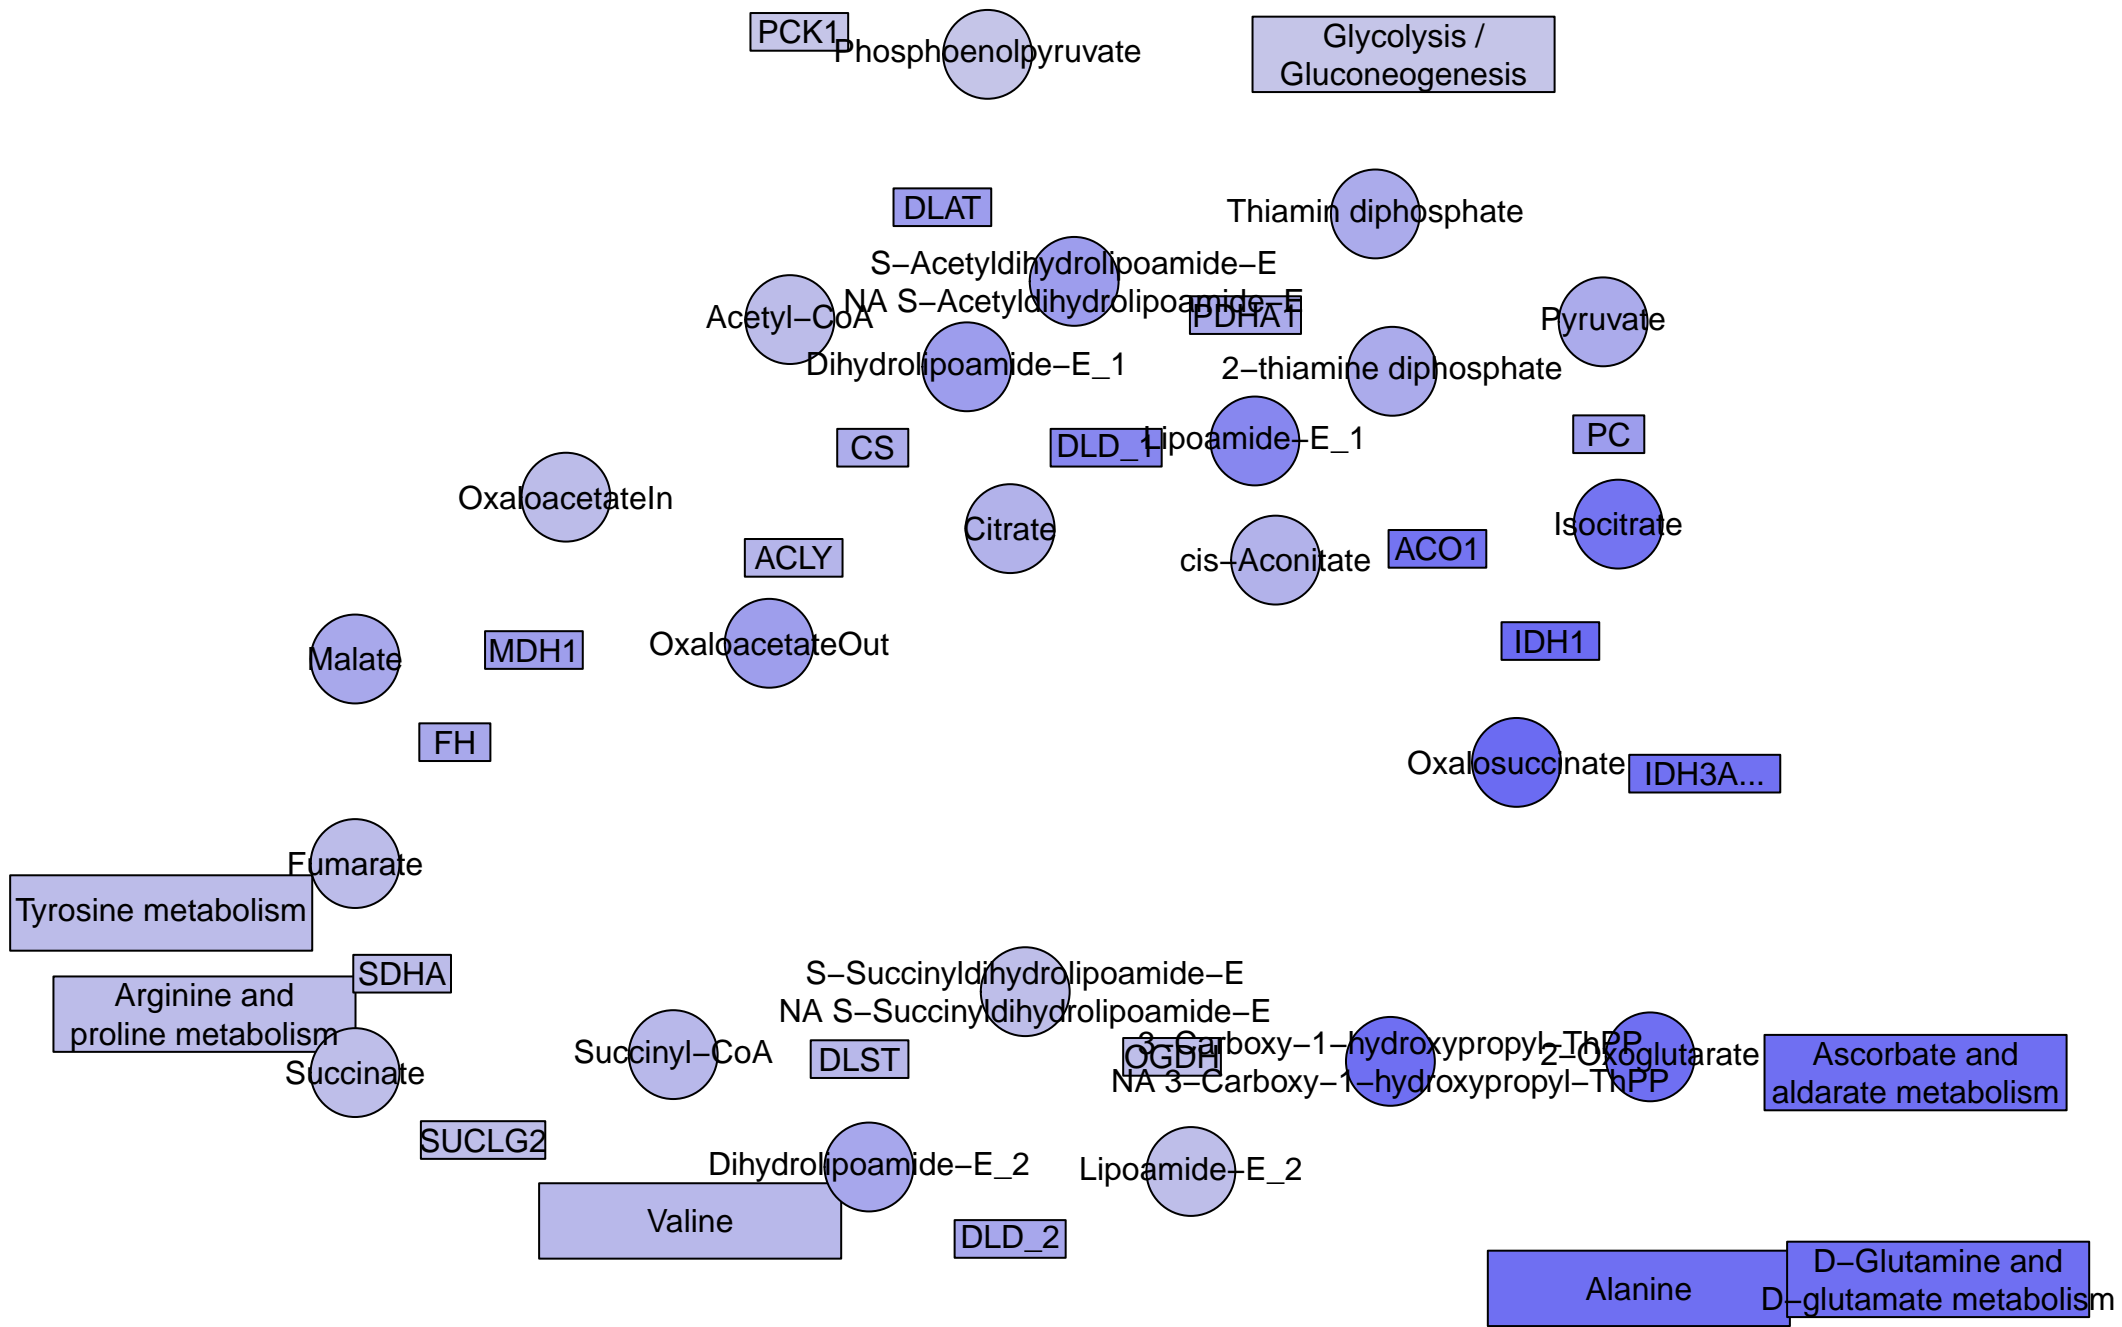 PCK1
Phosphoenolpyruvate
Glycolysis /
Gluconeogenesis
DLAT
Thiamin diphosphate
S−Acetyldihydrolipoamide−E
NA S−Acetyldihydrolipoamide−E
Acetyl−CoA
PDHA1
Pyruvate
Dihydrolipoamide−E_1
2−thiamine diphosphate
CS
DLD_1
Lipoamide−E_1
PC
OxaloacetateIn
Citrate
Isocitrate
ACLY
cis−Aconitate
ACO1
Malate
MDH1
OxaloacetateOut
IDH1
FH
Oxalosuccinate
IDH3A...
Fumarate
Tyrosine metabolism
SDHA
Arginine and
proline metabolism
S−Succinyldihydrolipoamide−E
NA S−Succinyldihydrolipoamide−E
Succinate
Succinyl−CoA
DLST
OGDH
3−Carboxy−1−hydroxypropyl−ThPP
NA 3−Carboxy−1−hydroxypropyl−ThPP
2−Oxoglutarate
Ascorbate and
aldarate metabolism
SUCLG2
Dihydrolipoamide−E_2
Lipoamide−E_2
Valine
DLD_2
Alanine
D−Glutamine and
D−glutamate metabolism